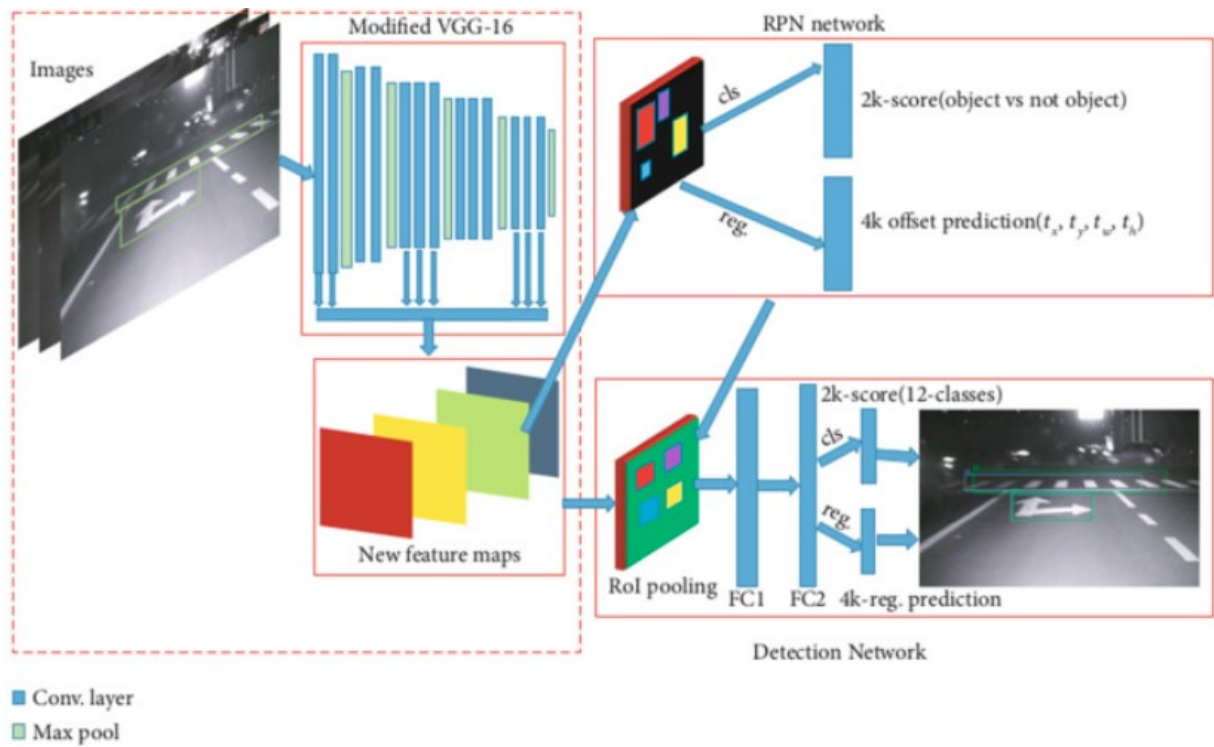 Modified VGG-16
Images
RPN network
cls
2k-score(object vs not object)
reg.
4k offset prediction(tx, ty, tw, th)
New feature maps
2k-score(12-classes)
cls
reg.
RoI pooling
FC1
FC2
4k-reg. prediction
Detection Network
Conv. layer
Max pool